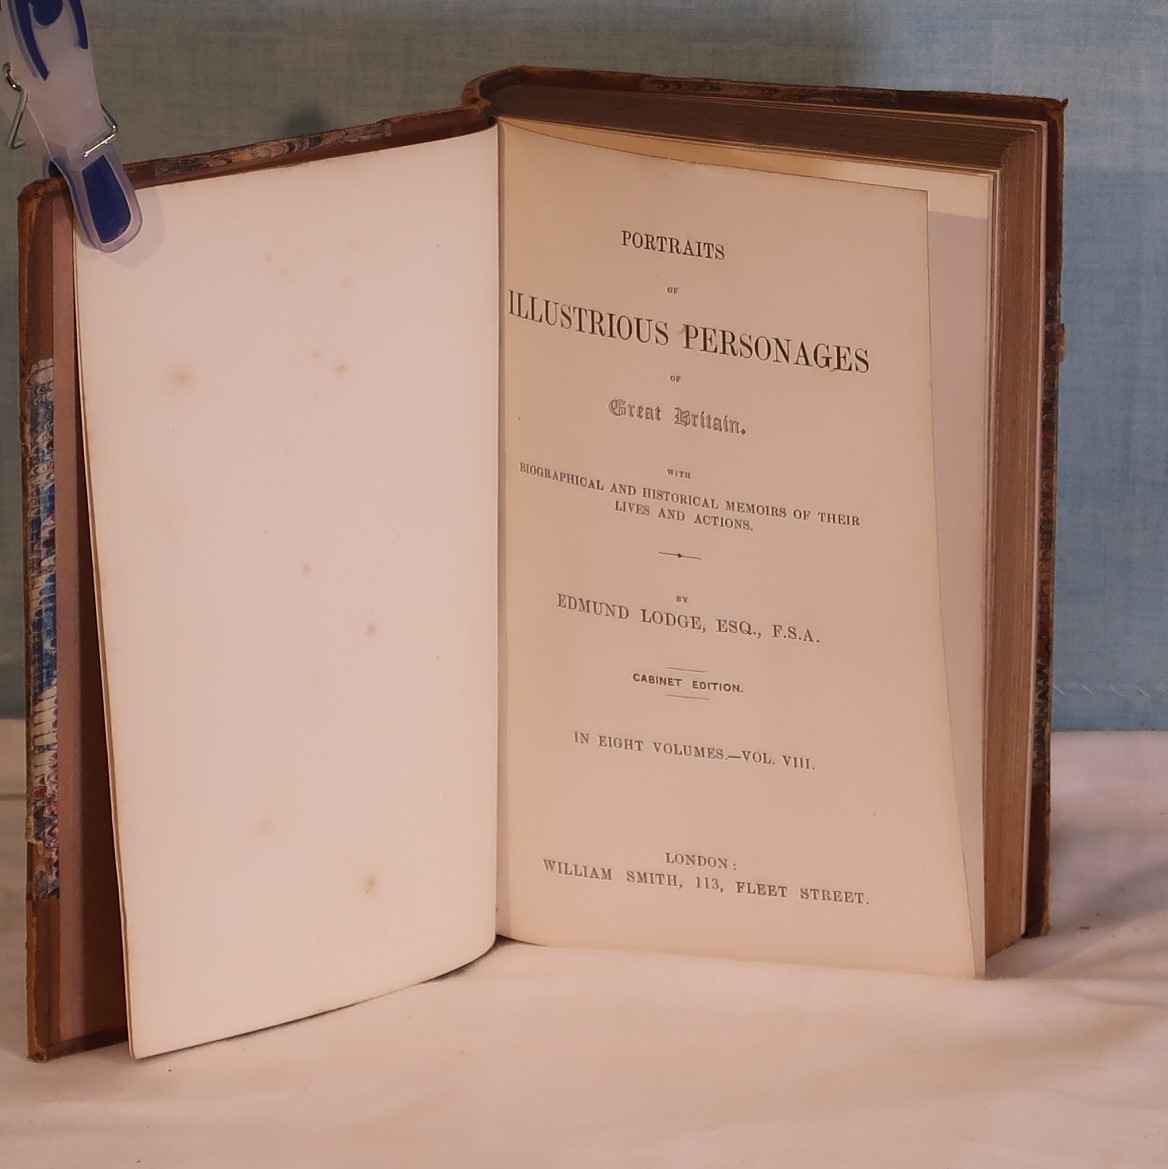 PORTRAITS
OF
ILLUSTRIOUS PERSONAGES
OF
Great Britain.
WITH
BIOGRAPHICAL AND HISTORICAL MEMOIRS OF THEIR
LIVES AND ACTIONS.
BY
EDMUND LODGE, ESQ., F.S.A.
CABINET EDITION.
IN EIGHT VOLUMES.—VOL. VIII.
LONDON:
WILLIAM SMITH, 113, FLEET STREET.